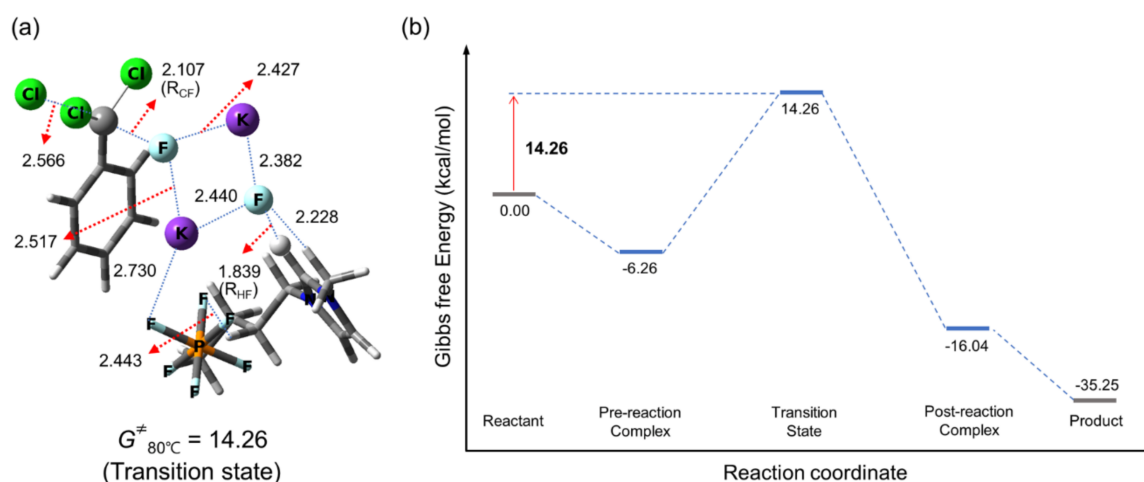 (a)
(b)
Cl
Cl
Cl
2.107
(R_CF)
2.427
K
F
2.566
2.382
2.440
F
2.228
K
2.517
2.730
1.839
(R_HF)
N
N
F
F
F
P
F
F
F
2.443
G≠ 80℃ = 14.26
(Transition state)
Gibbs free Energy (kcal/mol)
14.26
14.26
0.00
-6.26
-16.04
-35.25
Reactant
Pre-reaction
Complex
Transition
State
Post-reaction
Complex
Product
Reaction coordinate